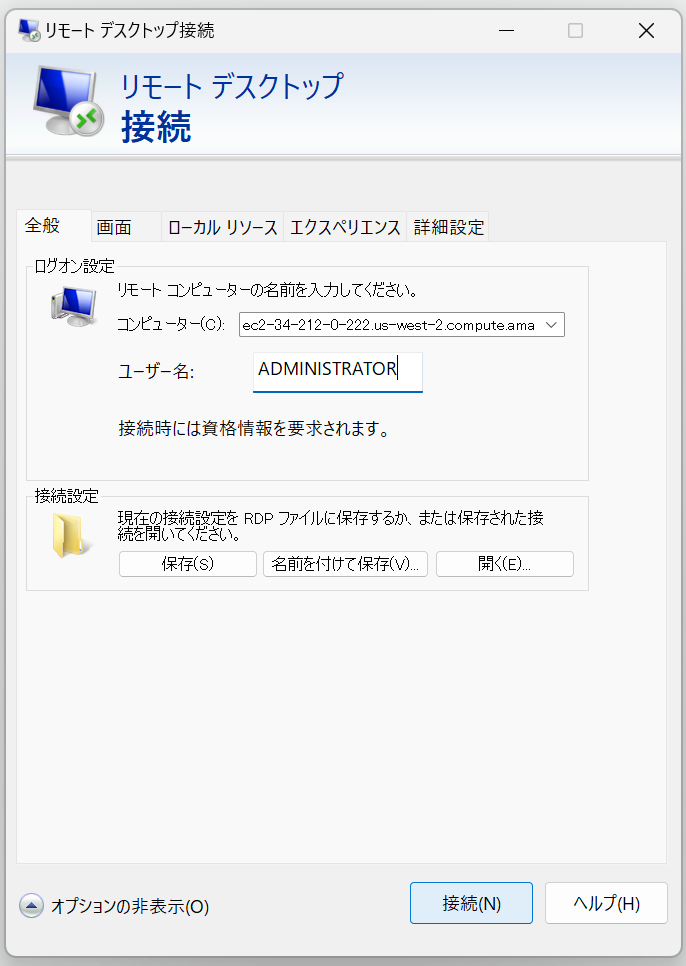 リモート デスクトップ接続
リモート デスクトップ
接続
全般 画面 ローカル リソース エクスペリエンス 詳細設定
ログオン設定
リモート コンピューターの名前を入力してください。
コンピューター(C): ec2-34-212-0-222.us-west-2.compute.ama
ユーザー名: ADMINISTRATOR
接続時には資格情報を要求されます。
接続設定
現在の接続設定を RDP ファイルに保存するか、または保存された接
続を開いてください。
保存(S) 名前を付けて保存(V)... 開く(E)...
オプションの非表示(O) 接続(N) ヘルプ(H)